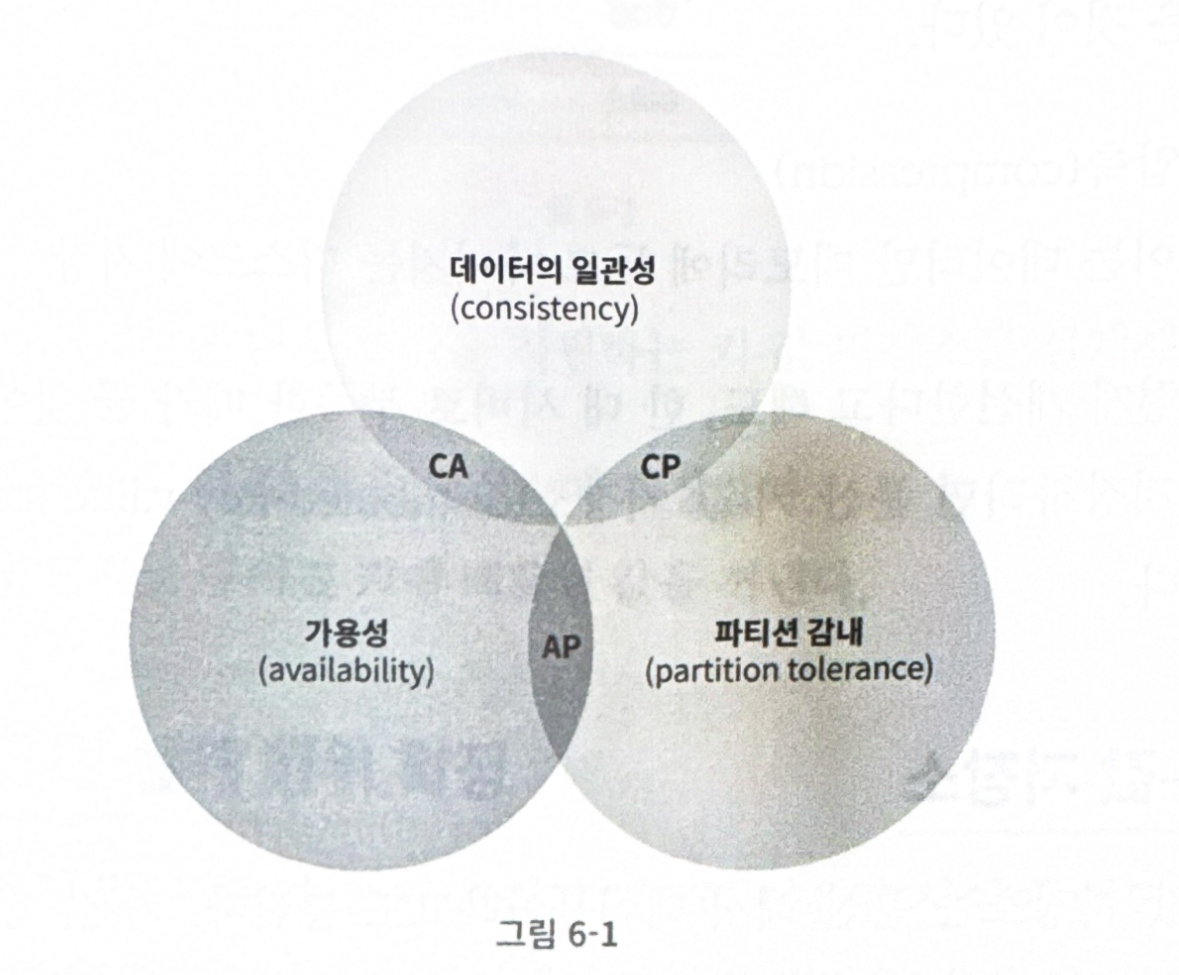 데이터의 일관성
(consistency)
CA
CP
가용성
(availability)
AP
파티션 감내
(partition tolerance)
그림 6-1